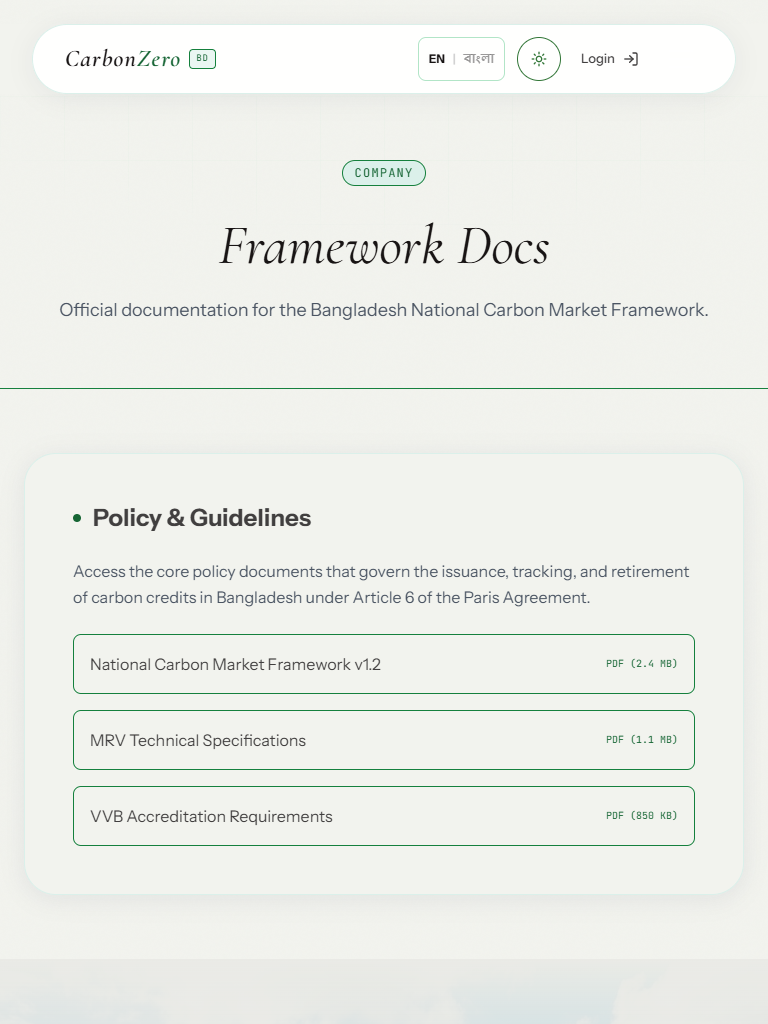 CarbonZero BD
EN | বাংলা
Login
COMPANY
Framework Docs
Official documentation for the Bangladesh National Carbon Market Framework.
Policy & Guidelines
Access the core policy documents that govern the issuance, tracking, and retirement
of carbon credits in Bangladesh under Article 6 of the Paris Agreement.
National Carbon Market Framework v1.2 PDF (2.4 MB)
MRV Technical Specifications PDF (1.1 MB)
VVB Accreditation Requirements PDF (850 KB)